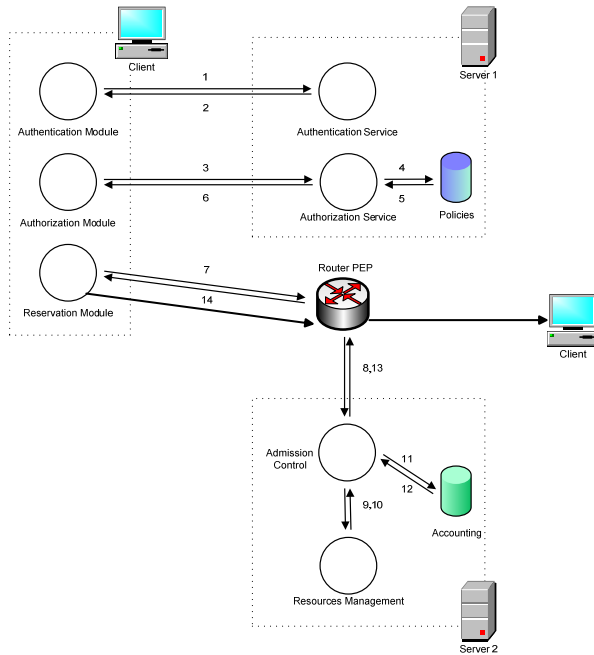 Client
Server 1
1
2
Authentication Module
Authentication Service
3
4
6
5
Authorization Module
Authorization Service
Policies
7
Router PEP
14
Reservation Module
Client
8,13
Admission
Control
11
12
9,10
Accounting
Resources Management
Server 2